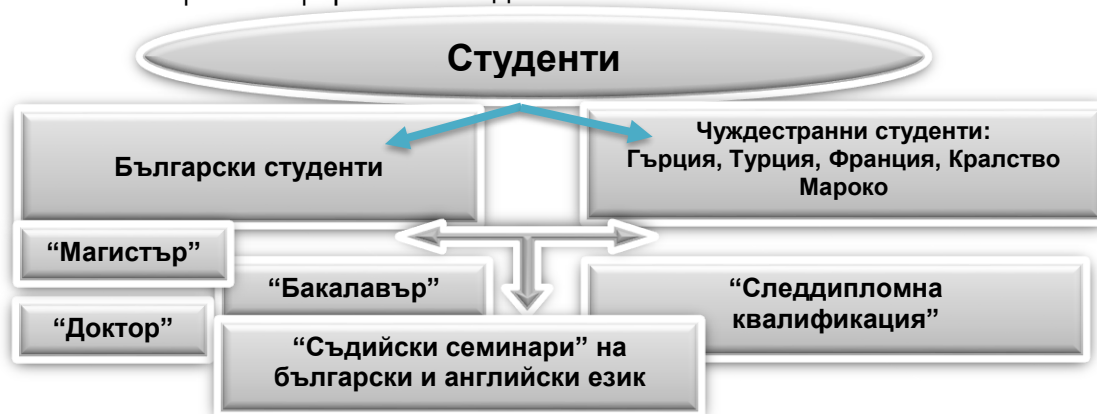 Студенти
Български студенти
Чуждестранни студенти:
Гърция, Турция, Франция, Кралство
Мароко
“Магистър”
“Бакалавър”
“Следдипломна
квалификация”
“Доктор”
“Съдийски семинари” на
български и английски език